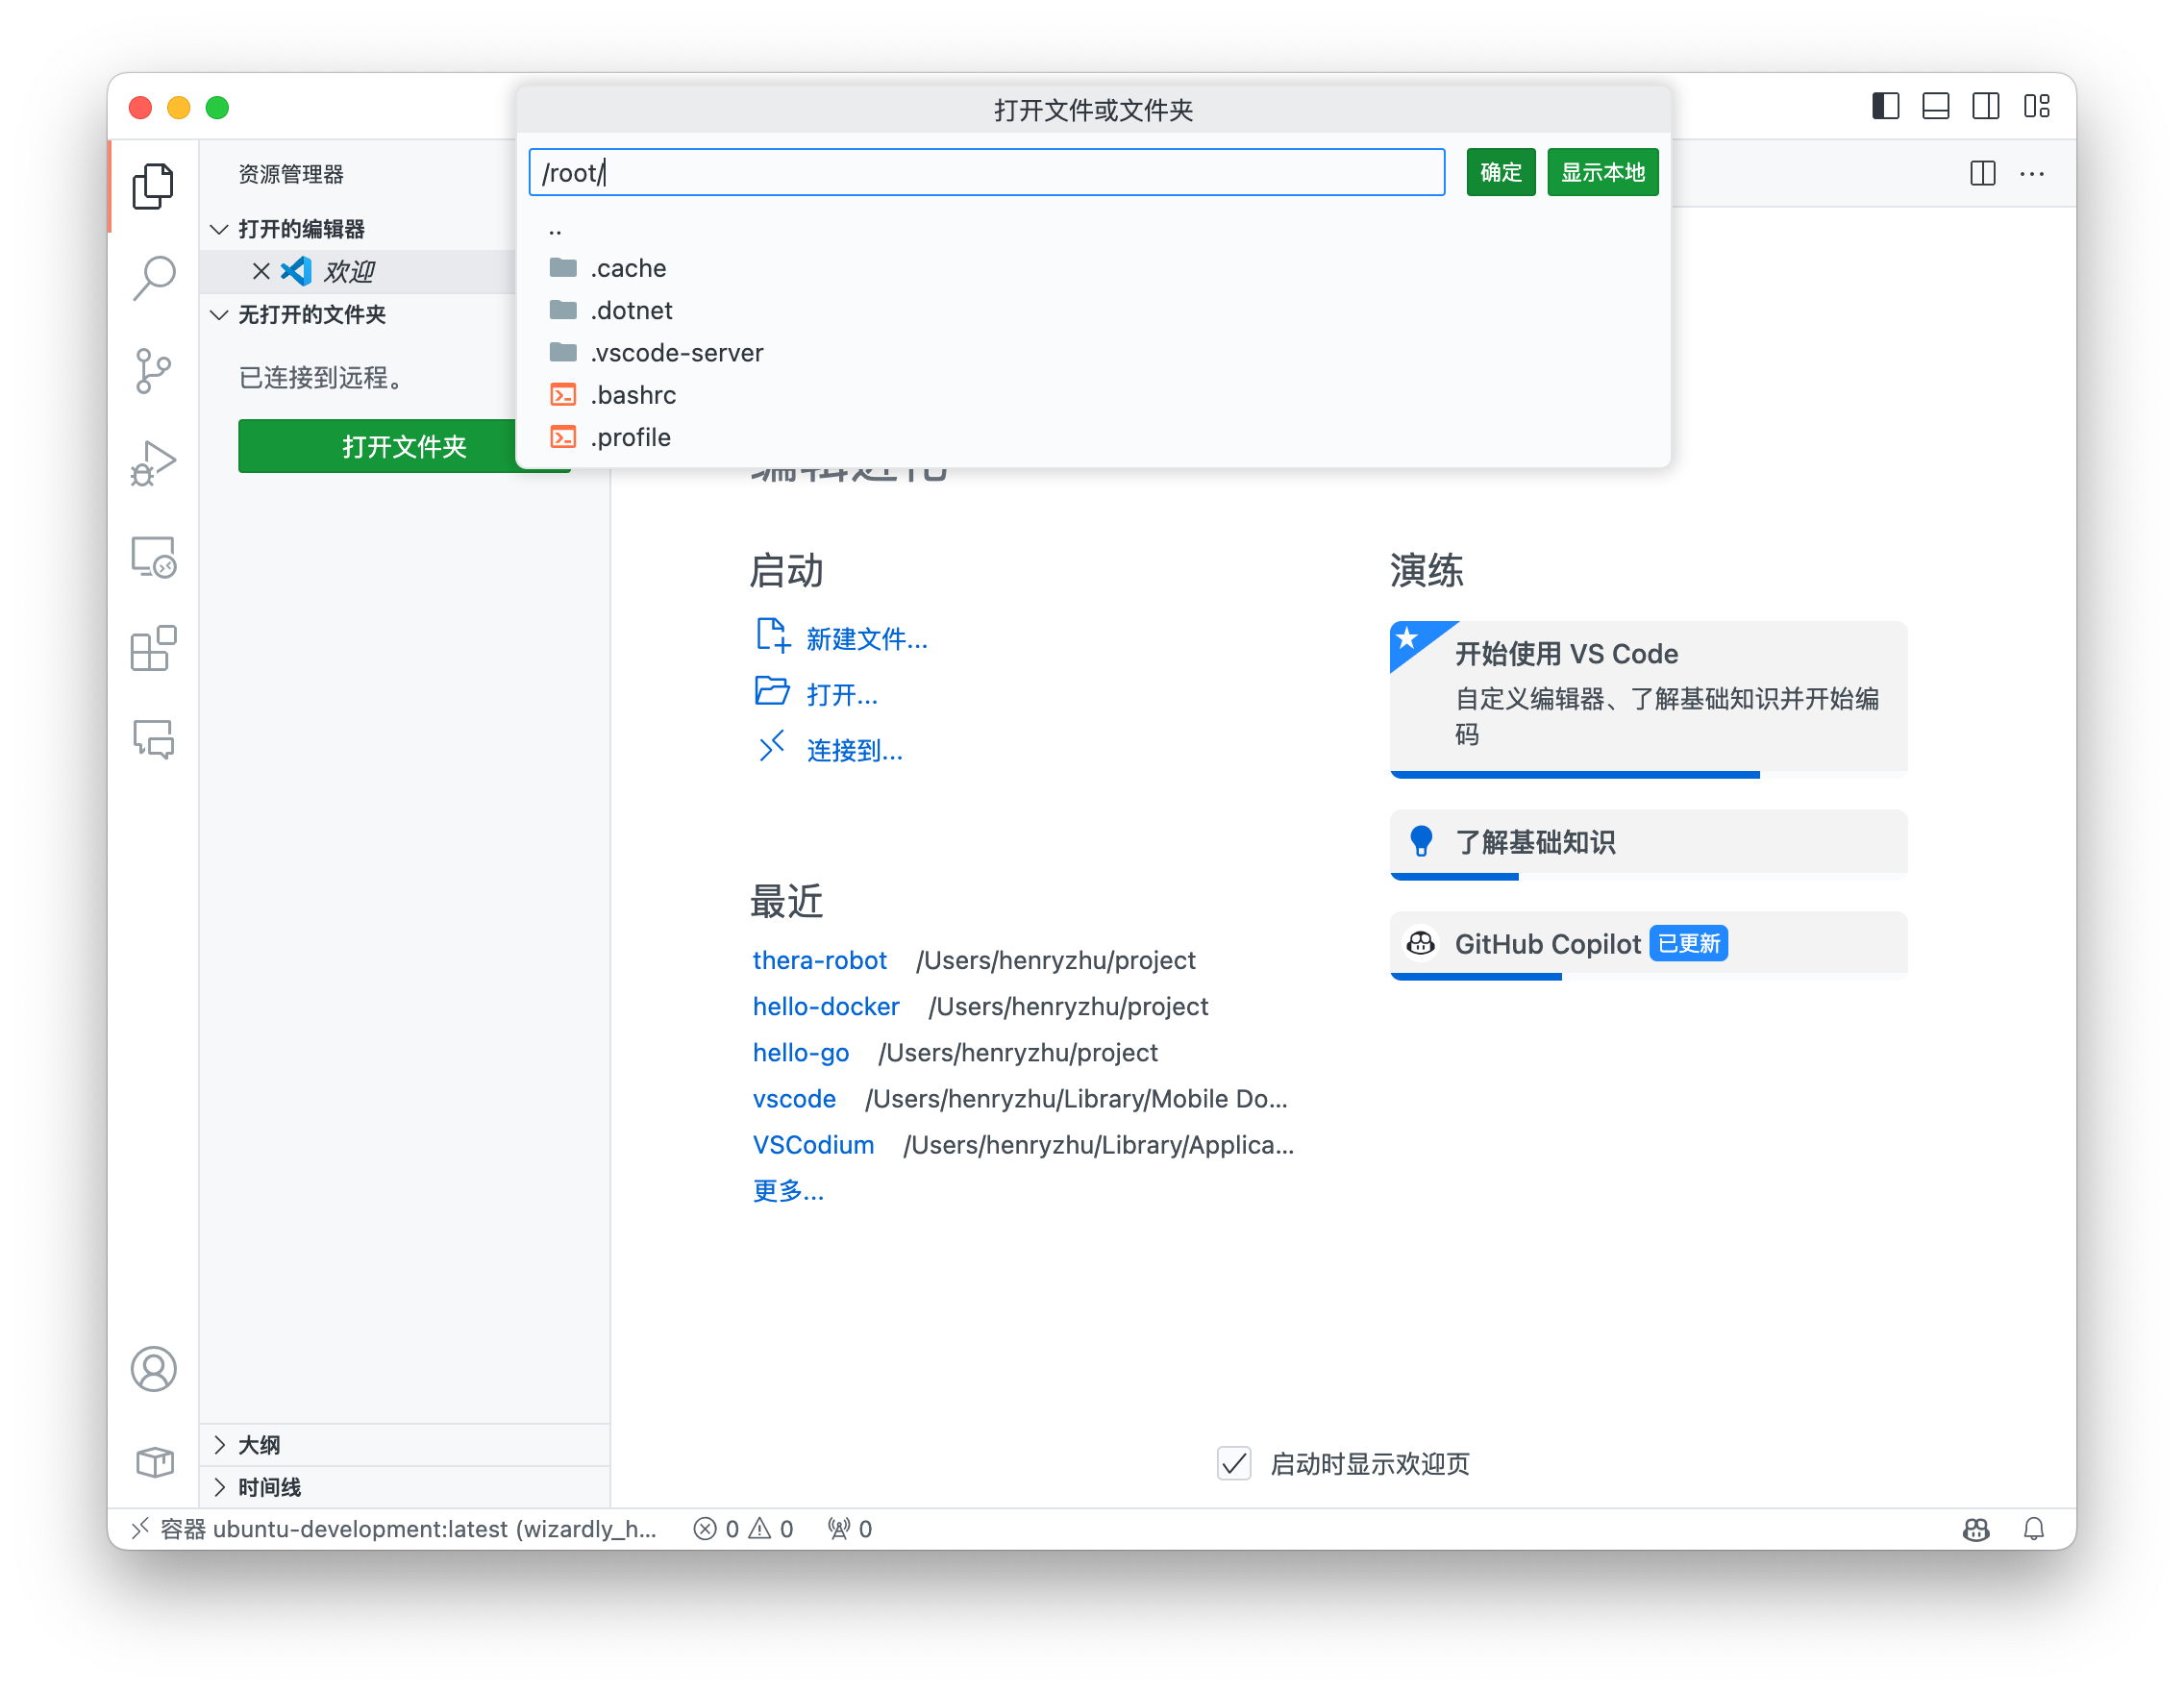 打开文件或文件夹
/root/
确定
显示本地
..
.cache
.dotnet
.vscode-server
.bashrc
.profile
资源管理器
打开的编辑器
欢迎
无打开的文件夹
已连接到远程。
打开文件夹
大纲
时间线
启动
新建文件...
打开...
连接到...
最近
thera-robot /Users/henryzhu/project
hello-docker /Users/henryzhu/project
hello-go /Users/henryzhu/project
vscode /Users/henryzhu/Library/Mobile Do...
VSCodium /Users/henryzhu/Library/Applica...
更多...
演练
开始使用 VS Code
自定义编辑器、了解基础知识并开始编
码
了解基础知识
GitHub Copilot 已更新
启动时显示欢迎页
容器 ubuntu-development:latest (wizardly_h... 0 0 0